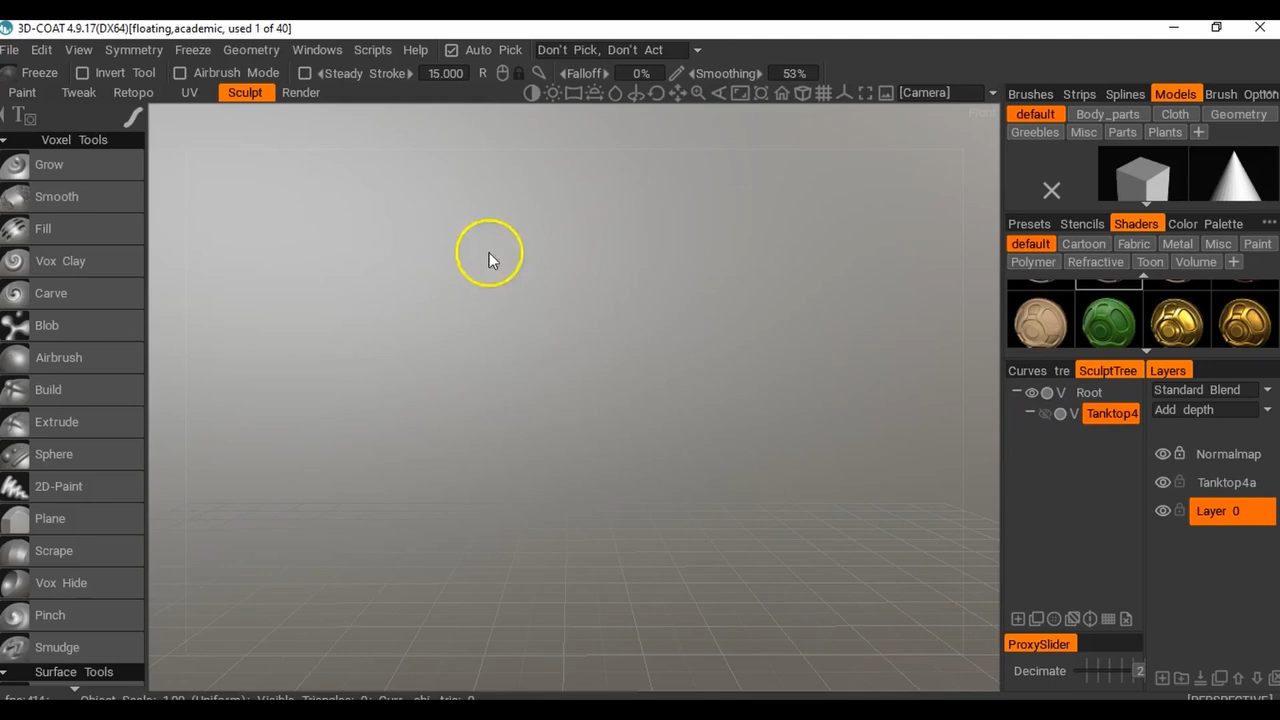 3D-COAT 4.9.17(DX64)[floating,academic, used 1 of 40]
File Edit View Symmetry Freeze Geometry Windows Scripts Help Auto Pick Don't Pick, Don't Act
Freeze Invert Tool Airbrush Mode Steady Stroke 15.000 R Falloff 0% Smoothing 53%
Paint Tweak Retopo UV Sculpt Render [Camera]
Front
Voxel Tools
Grow
Smooth
Fill
Vox Clay
Carve
Blob
Airbrush
Build
Extrude
Sphere
2D-Paint
Plane
Scrape
Vox Hide
Pinch
Smudge
Surface Tools
Brushes Strips Splines Models Brush
default Body_parts Cloth Geometry
Greebles Misc Parts Plants
Presets Stencils Shaders Color Palette
default Cartoon Fabric Metal Misc Paint
Polymer Refractive Toon Volume
Curves tre SculptTree Layers
Root
Tanktop4
Standard Blend
Add depth
Normalmap
Tanktop4a
Layer 0
ProxySlider
Decimate 2
[PERSPECTIVE]